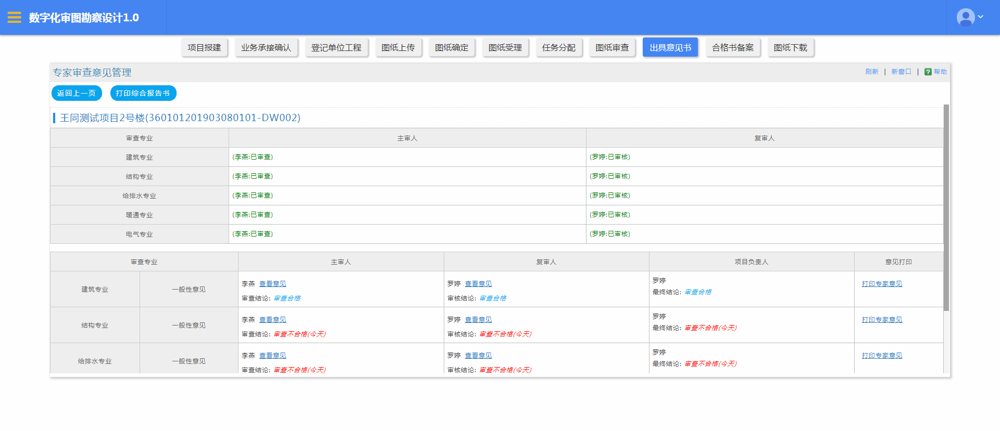 数字化审图勘察设计1.0
项目报建 业务承接确认 登记单位工程 图纸上传 图纸确定 图纸受理 任务分配 图纸审查 出具意见书 合格书备案 图纸下载
专家审查意见管理 刷新 | 新窗口 | ? 帮助
返回上一页 打印综合报告书
王同测试项目2号楼(360101201903080101-DW002)
审查专业 主审人 复审人
建筑专业 (李燕:已审查) (罗婷:已审核)
结构专业 (李燕:已审查) (罗婷:已审核)
给排水专业 (李燕:已审查) (罗婷:已审核)
暖通专业 (李燕:已审查) (罗婷:已审核)
电气专业 (李燕:已审查) (罗婷:已审核)
审查专业 主审人 复审人 项目负责人 意见打印
建筑专业 一般性意见 李燕 查看意见 罗婷 查看意见 罗婷 打印专家意见
审查结论: 审查合格 审核结论: 审查合格 最终结论: 审查合格
结构专业 一般性意见 李燕 查看意见 罗婷 查看意见 罗婷 打印专家意见
审查结论: 审查不合格(今天) 审核结论: 审查不合格(今天) 最终结论: 审查不合格(今天)
给排水专业 一般性意见 李燕 查看意见 罗婷 查看意见 罗婷 打印专家意见
审查结论: 审查不合格(今天) 审核结论: 审查不合格(今天) 最终结论: 审查不合格(今天)